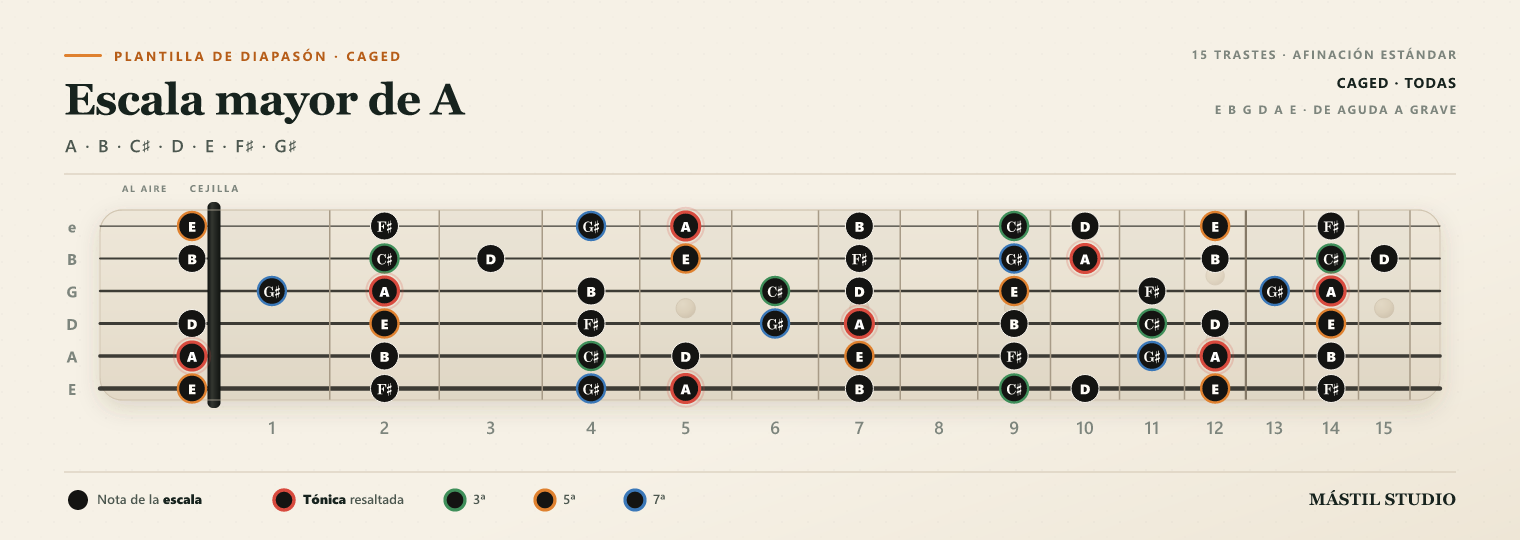 PLANTILLA DE DIAPASÓN · CAGED
15 TRASTES · AFINACIÓN ESTÁNDAR
Escala mayor de A
CAGED · TODAS
E B G D A E · DE AGUDA A GRAVE
A · B · C♯ · D · E · F♯ · G♯
AL AIRE CEJILLA
e E F♯ G♯ A B C♯ D E F♯
B B C♯ D E F♯ G♯ A B C♯ D
G G♯ A B C♯ D E F♯ G♯ A
D D E F♯ G♯ A B C♯ D E
A A B C♯ D E F♯ G♯ A B
E E F♯ G♯ A B C♯ D E F♯
1 2 3 4 5 6 7 8 9 10 11 12 13 14 15
Nota de la escala Tónica resaltada 3ª 5ª 7ª MÁSTIL STUDIO